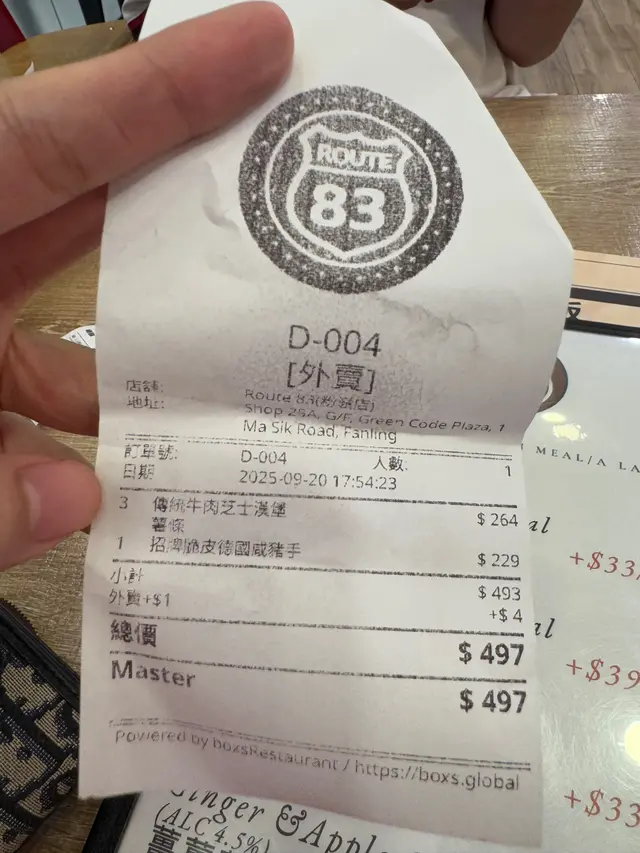 ROUTE
83
D-004
[外賣]
店舖: Route 83(粉嶺店)
地址: Shop 26A, G/F, Green Code Plaza, 1
Ma Sik Road, Fanling
訂單號: D-004 人數: 1
日期 2025-09-20 17:54:23
3 傳統牛肉芝士漢堡 $ 264
薯條
1 招牌脆皮德國咸豬手 $ 229
小計 $ 493
外賣+$1 +$ 4
總價 $ 497
Master $ 497
Powered by boxsRestaurant / https://boxs.global
MEAL/A LA
+$33
+$39
+$33
Ginger & Apple
(ALC 4.5%)